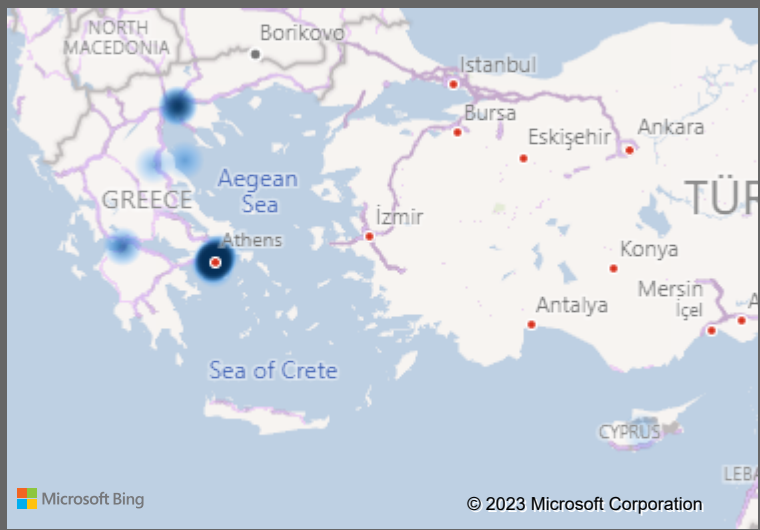 NORTH
MACEDONIA
Borikovo
Istanbul
Bursa
Eskişehir
Ankara
Aegean
Sea
GREECE
TÜR
İzmir
Athens
Konya
Mersin
İçel
A
Antalya
Sea of Crete
CYPRUS
LEBA
Microsoft Bing
© 2023 Microsoft Corporation